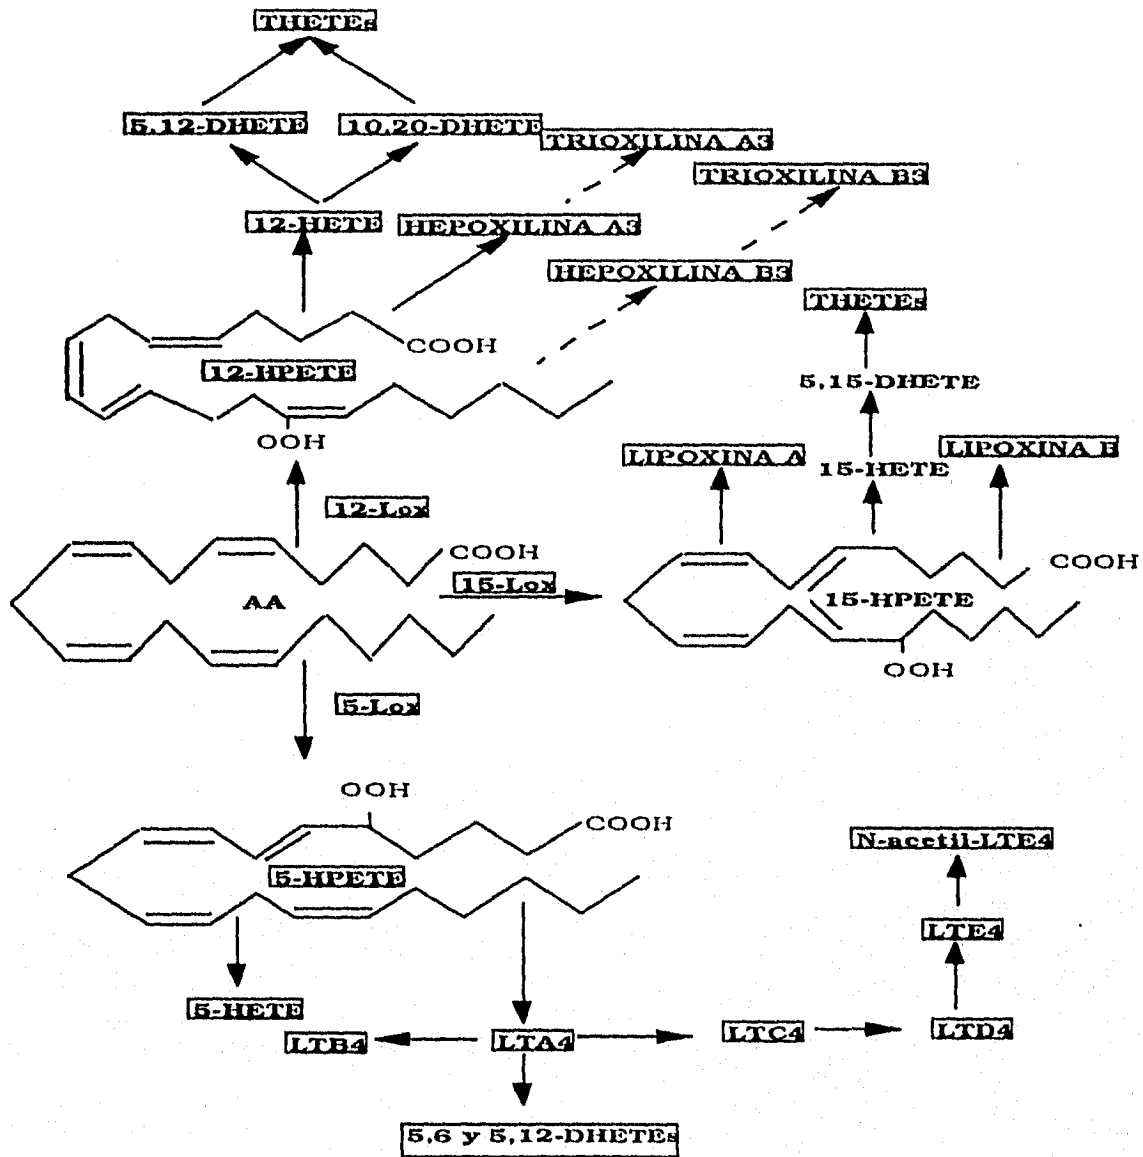 THETEs
5,12-DHETE
10,20-DHETE
TRIOXILINA A3
TRIOXILINA B3
12-HETE
HEPOXILINA A3
HEPOXILINA B3
THETEs
COOH
12-HPETE
5,15-DHETE
OOH
LIPOXINA A
15-HETE
LIPOXINA B
12-Lox
COOH
15-Lox
COOH
AA
15-HPETE
OOH
5-Lox
OOH
COOH
N-acetil-LTE4
5-HPETE
LTE4
5-HETE
LTB4
LTA4
LTC4
LTD4
5,6 y 5,12-DHETEs